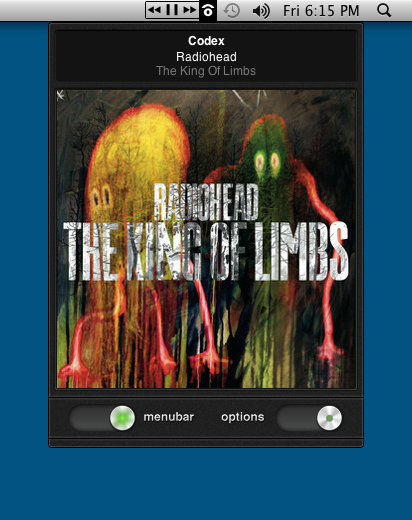 Fri 6:15 PM
Codex
Radiohead
The King Of Limbs
RADIOHEAD
THE KING OF LIMBS
menubar options